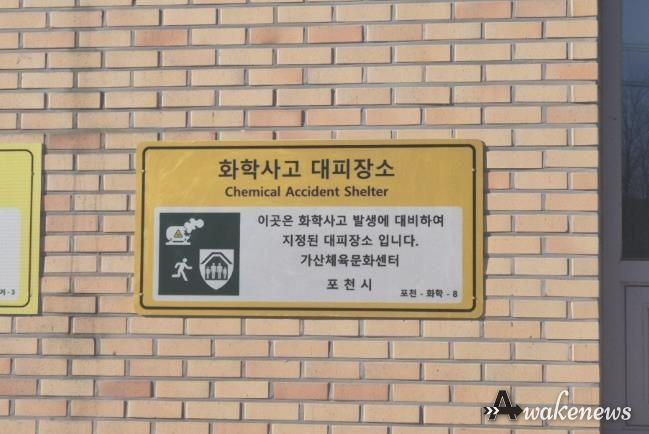 화학사고 대피장소
Chemical Accident Shelter
이곳은 화학사고 발생에 대비하여
지정된 대피장소 입니다.
가산체육문화센터
포천시
포천 - 화학 - 8
거 - 3
Awakenews